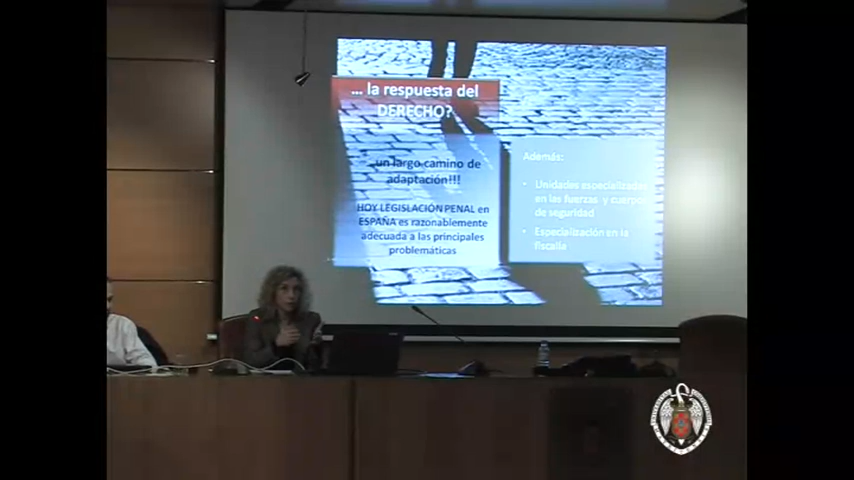 ... la respuesta del
DERECHO?
un largo camino de
adaptación!!!
HOY LEGISLACIÓN PENAL en
ESPAÑA es razonablemente
adecuada a las principales
problemáticas
Además:
• Unidades especializadas
en las fuerzas y cuerpos
de seguridad
• Especialización en la
fiscalía